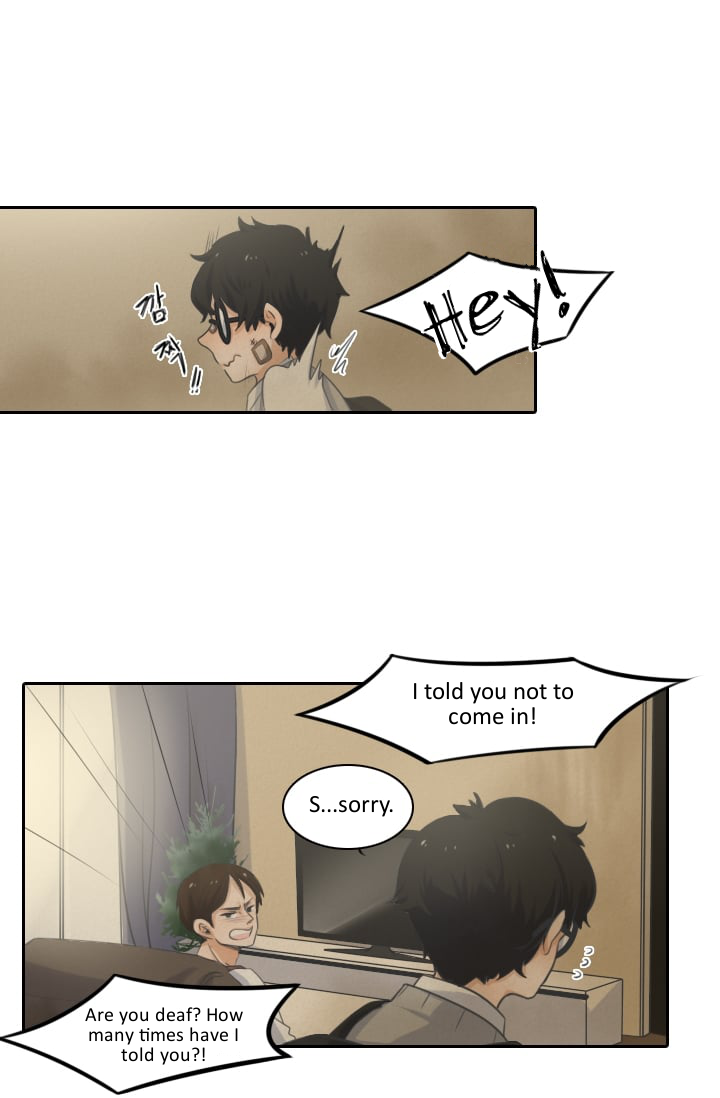 Hey!
깜
짝!!
I told you not to
come in!
S...sorry.
Are you deaf? How
many times have I
told you?!